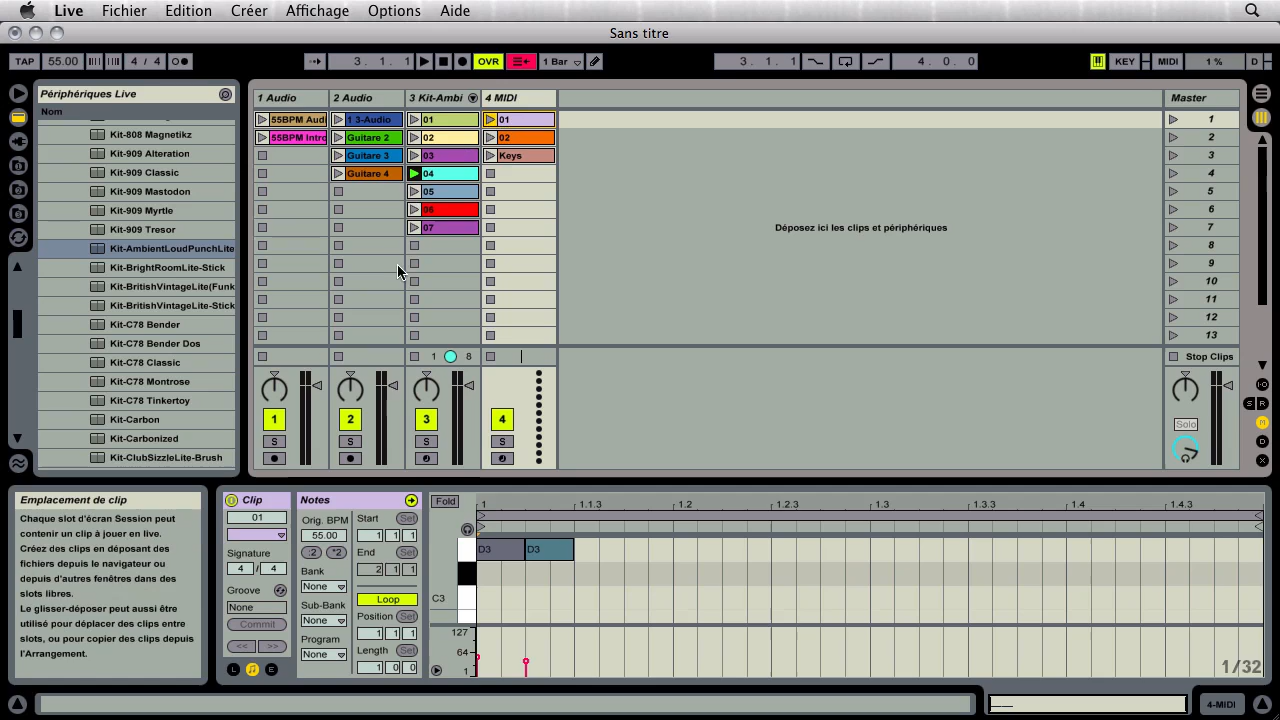 Live Fichier Edition Créer Affichage Options Aide
Sans titre
TAP 55.00 4 / 4 3. 1. 1 OVR 1 Bar 3. 1. 1 4. 0. 0 KEY MIDI 1 % D
Périphériques Live
Nom
Kit-808 Magnetikz
Kit-909 Alteration
Kit-909 Classic
Kit-909 Mastodon
Kit-909 Myrtle
Kit-909 Tresor
Kit-AmbientLoudPunchLite
Kit-BrightRoomLite-Stick
Kit-BritishVintageLite(Funk
Kit-BritishVintageLite-Stick
Kit-C78 Bender
Kit-C78 Bender Dos
Kit-C78 Classic
Kit-C78 Montrose
Kit-C78 Tinkertoy
Kit-Carbon
Kit-Carbonized
Kit-ClubSizzleLite-Brush
1 Audio 2 Audio 3 Kit-Ambi 4 MIDI Master
55BPM Audi 1 3-Audio 01 01 1
55BPM Intro Guitare 2 02 02 2
Guitare 3 03 Keys 3
Guitare 4 04 4
05 5
06 6
07 7
Déposez ici les clips et périphériques
8
9
10
11
12
13
1 8 Stop Clips
1 2 3 4
S S S S Solo
S R
M
D
X
Emplacement de clip
Chaque slot d'écran Session peut
contenir un clip à jouer en live.
Créez des clips en déposant des
fichiers depuis le navigateur ou
depuis d'autres fenêtres dans des
slots libres.
Le glisser-déposer peut aussi être
utilisé pour déplacer des clips entre
slots, ou pour copier des clips depuis
l'Arrangement.
Clip
01
Signature
4 / 4
Groove
None
Commit
<< >>
L E
Notes
Orig. BPM
55.00
:2 *2
Bank
None
Sub-Bank
None
Program
None
Start Set
1 1 1
End Set
2 1 1
Loop
Position Set
1 1 1
Length Set
1 0 0
Fold 1 1.1.3 1.2 1.2.3 1.3 1.3.3 1.4 1.4.3
D3 D3
C3
127
64
1
1/32
4-MIDI